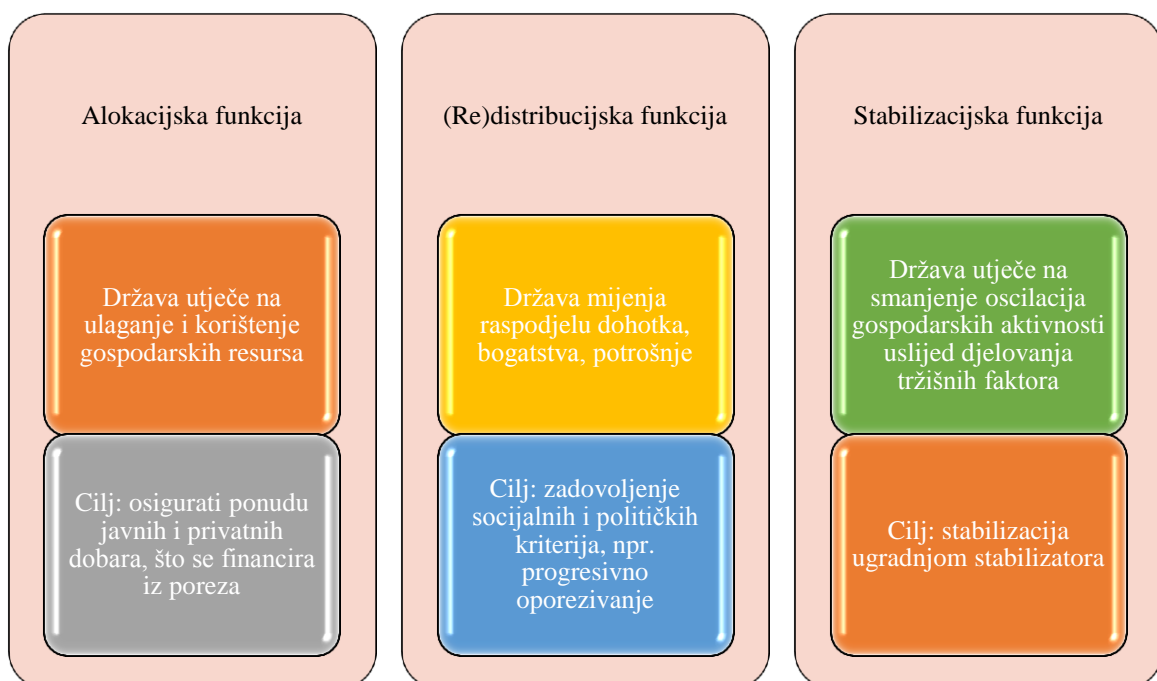 Alokacijska funkcija
Država utječe na
ulaganje i korištenje
gospodarskih resursa
Cilj: osigurati ponudu
javnih i privatnih
dobara, što se financira
iz poreza
(Re)distribucijska funkcija
Država mijenja
raspodjelu dohotka,
bogatstva, potrošnje
Cilj: zadovoljenje
socijalnih i političkih
kriterija, npr.
progresivno
oporezivanje
Stabilizacijska funkcija
Država utječe na
smanjenje oscilacija
gospodarskih aktivnosti
uslijed djelovanja
tržišnih faktora
Cilj: stabilizacija
ugradnjom stabilizatora